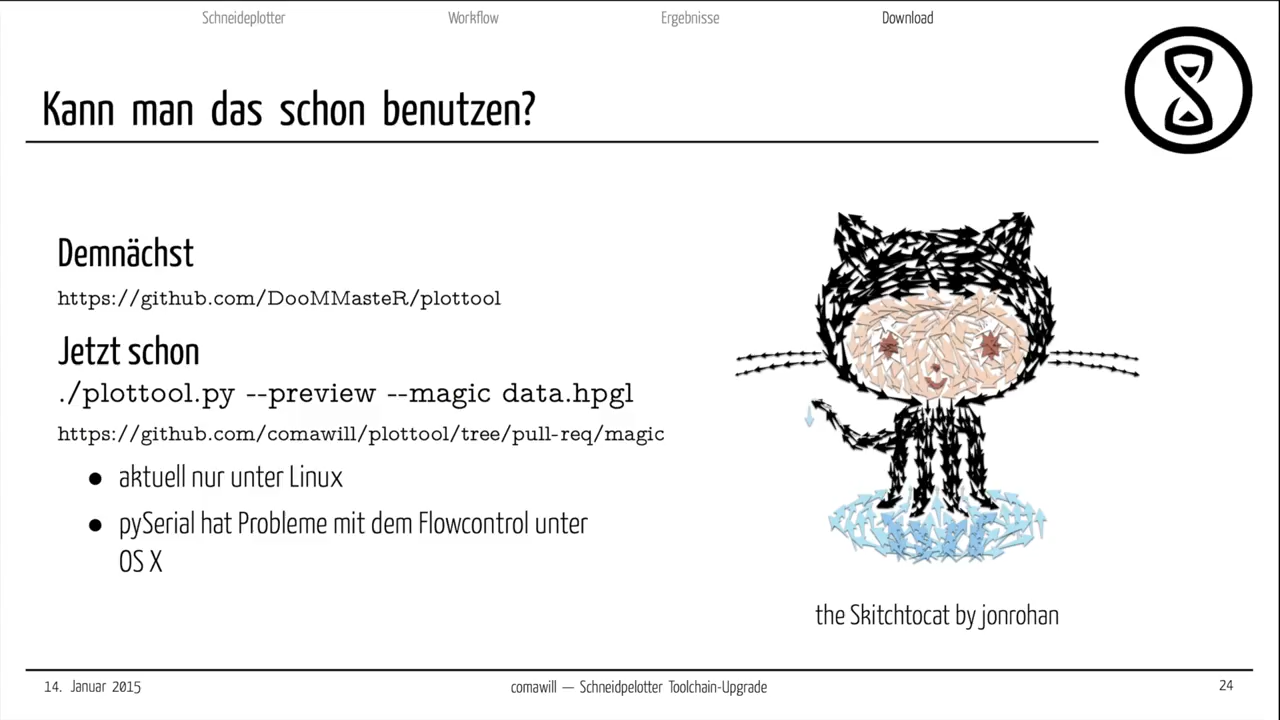 Schneideplotter Workflow Ergebnisse Download
Kann man das schon benutzen?
Demnächst
https://github.com/DooMMasteR/plottool
Jetzt schon
./plottool.py --preview --magic data.hpgl
https://github.com/comawill/plottool/tree/pull-req/magic
● aktuell nur unter Linux
● pySerial hat Probleme mit dem Flowcontrol unter
OS X
the Skitchtocat by jonrohan
14. Januar 2015 comawill — Schneidpelotter Toolchain-Upgrade 24